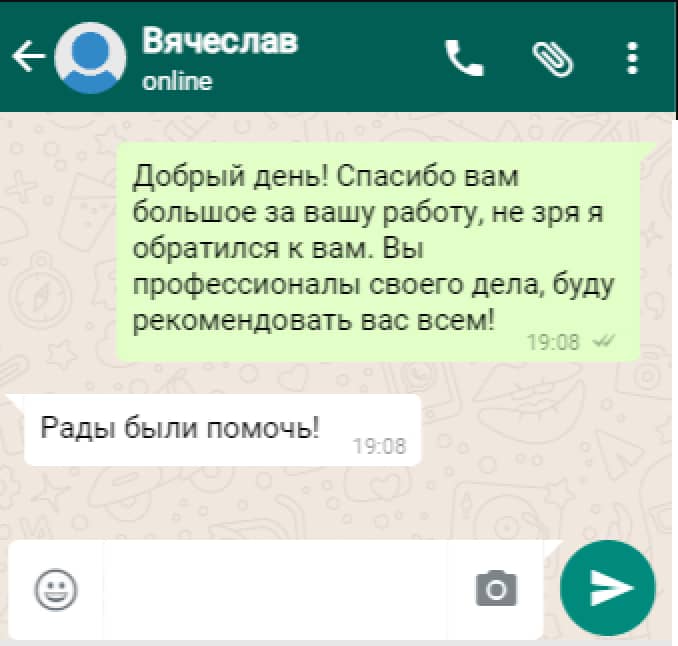 Вячеслав
online
Добрый день! Спасибо вам
большое за вашу работу, не зря я
обратился к вам. Вы
профессионалы своего дела, буду
рекомендовать вас всем!
19:08
Рады были помочь!
19:08